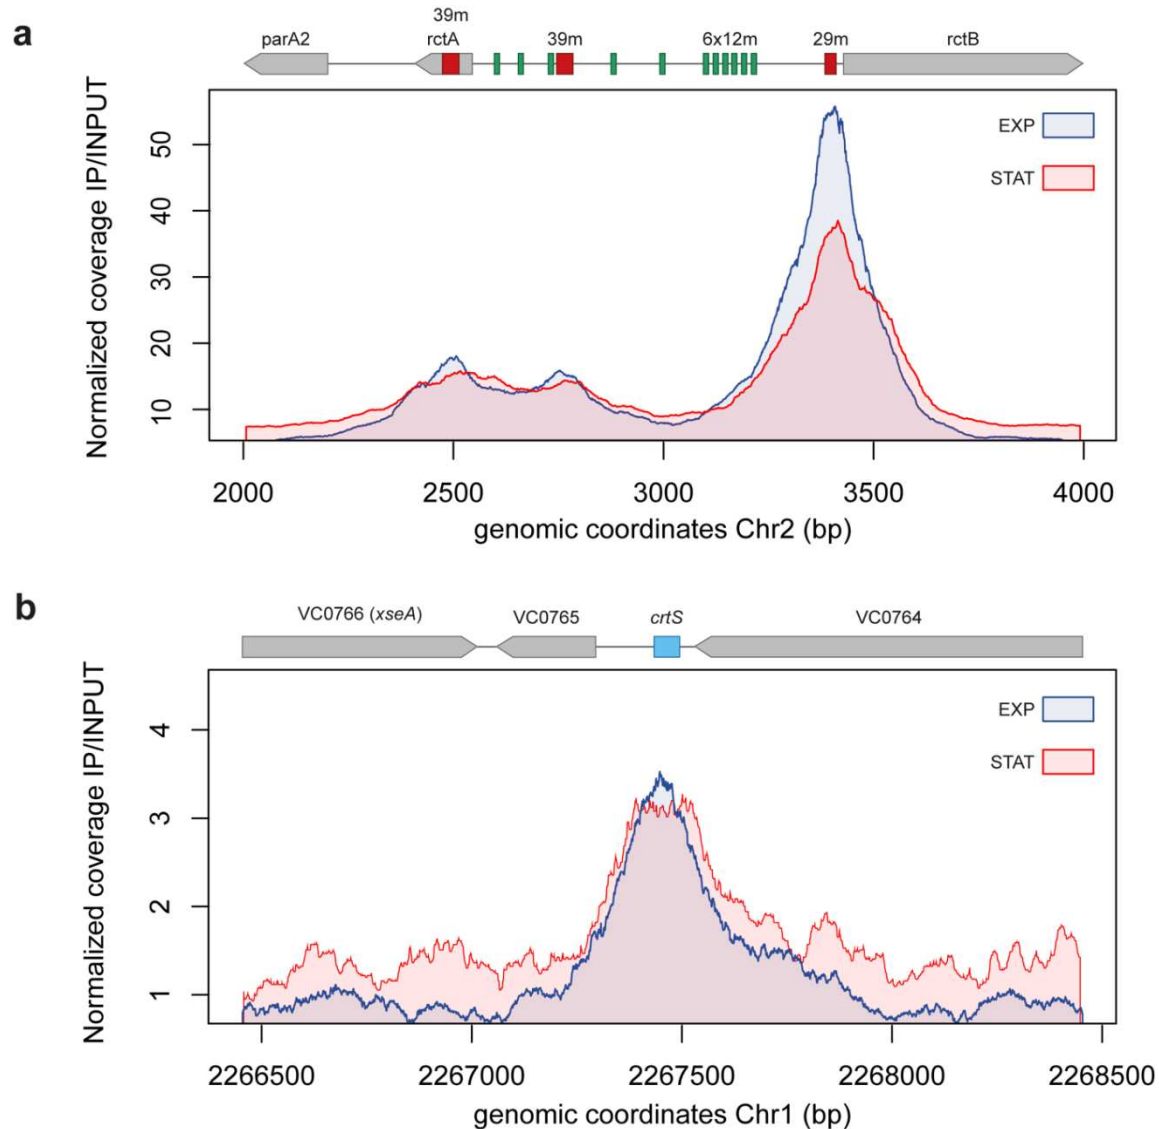 a
39m
parA2 rctA 39m 6x12m 29m rctB
Normalized coverage IP/INPUT
50
40
30
20
10
EXP
STAT
2000 2500 3000 3500 4000
genomic coordinates Chr2 (bp)
b
VC0766 (xseA) VC0765 crtS VC0764
Normalized coverage IP/INPUT
4
3
2
1
EXP
STAT
2266500 2267000 2267500 2268000 2268500
genomic coordinates Chr1 (bp)